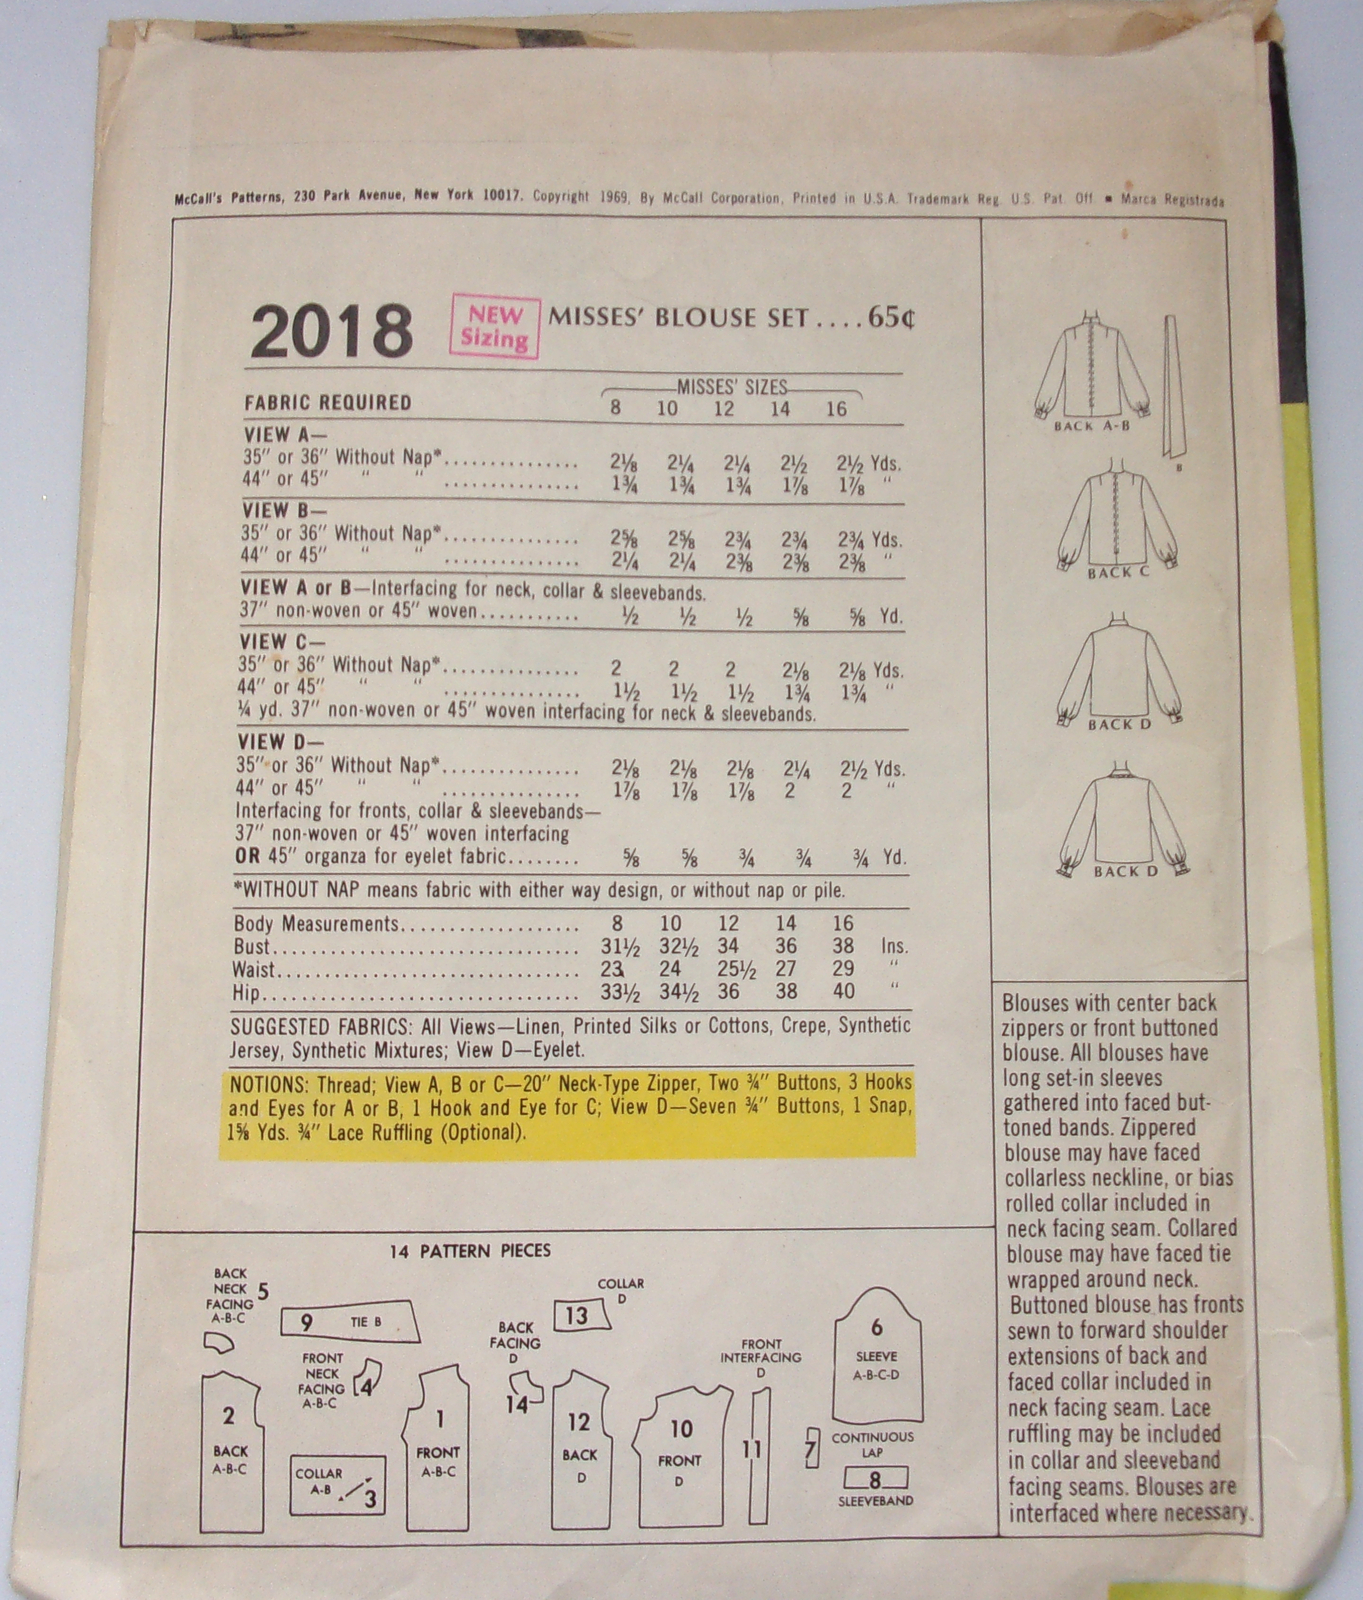 McCall's Patterns, 230 Park Avenue, New York 10017. Copyright 1969, By McCall Corporation, Printed in U.S.A. Trademark Reg. U.S. Pat. Off. ■ Marca Registrada
2018 NEW Sizing MISSES' BLOUSE SET .... 65¢
MISSES' SIZES
FABRIC REQUIRED 8 10 12 14 16
VIEW A—
35" or 36" Without Nap*............... 2⅛ 2¼ 2¼ 2½ 2½ Yds.
44" or 45" " ............... 1¾ 1¾ 1¾ 1⅞ 1⅞ "
VIEW B—
35" or 36" Without Nap*............... 2⅝ 2⅝ 2¾ 2¾ 2¾ Yds.
44" or 45" " " ............... 2¼ 2¼ 2⅜ 2⅜ 2⅜ "
VIEW A or B—Interfacing for neck, collar & sleevebands.
37" non-woven or 45" woven........... ½ ½ ½ ⅝ ⅝ Yd.
VIEW C—
35" or 36" Without Nap*............... 2 2 2 2⅛ 2⅛ Yds.
44" or 45" " " ............... 1½ 1½ 1½ 1¾ 1¾ "
¼ yd. 37" non-woven or 45" woven interfacing for neck & sleevebands.
VIEW D—
35" or 36" Without Nap*............... 2⅛ 2⅛ 2⅛ 2¼ 2½ Yds.
44" or 45" " " ............... 1⅞ 1⅞ 1⅞ 2 2 "
Interfacing for fronts, collar & sleevebands—
37" non-woven or 45" woven interfacing
OR 45" organza for eyelet fabric........ ⅝ ⅝ ¾ ¾ ¾ Yd.
*WITHOUT NAP means fabric with either way design, or without nap or pile.
Body Measurements.................... 8 10 12 14 16
Bust.................................. 31½ 32½ 34 36 38 Ins.
Waist................................. 23 24 25½ 27 29 "
Hip................................... 33½ 34½ 36 38 40 "
SUGGESTED FABRICS: All Views—Linen, Printed Silks or Cottons, Crepe, Synthetic
Jersey, Synthetic Mixtures; View D—Eyelet.
NOTIONS: Thread; View A, B or C—20" Neck-Type Zipper, Two ¾" Buttons, 3 Hooks
and Eyes for A or B, 1 Hook and Eye for C; View D—Seven ¾" Buttons, 1 Snap,
1⅝ Yds. ¾" Lace Ruffling (Optional).
BACK A-B
B
BACK C
BACK D
BACK D
Blouses with center back
zippers or front buttoned
blouse. All blouses have
long set-in sleeves
gathered into faced but-
toned bands. Zippered
blouse may have faced
collarless neckline, or bias
rolled collar included in
neck facing seam. Collared
blouse may have faced tie
wrapped around neck.
Buttoned blouse has fronts
sewn to forward shoulder
extensions of back and
faced collar included in
neck facing seam. Lace
ruffling may be included
in collar and sleeveband
facing seams. Blouses are
interfaced where necessary.
14 PATTERN PIECES
BACK
NECK 5
FACING
A-B-C
9 TIE B
COLLAR
D
13
FRONT
NECK
FACING 4
A-B-C
BACK
FACING
D
14
FRONT
INTERFACING
D
11
6
SLEEVE
A-B-C-D
2
BACK
A-B-C
COLLAR
A-B
3
1
FRONT
A-B-C
12
BACK
D
10
FRONT
D
7 CONTINUOUS
LAP
8
SLEEVEBAND